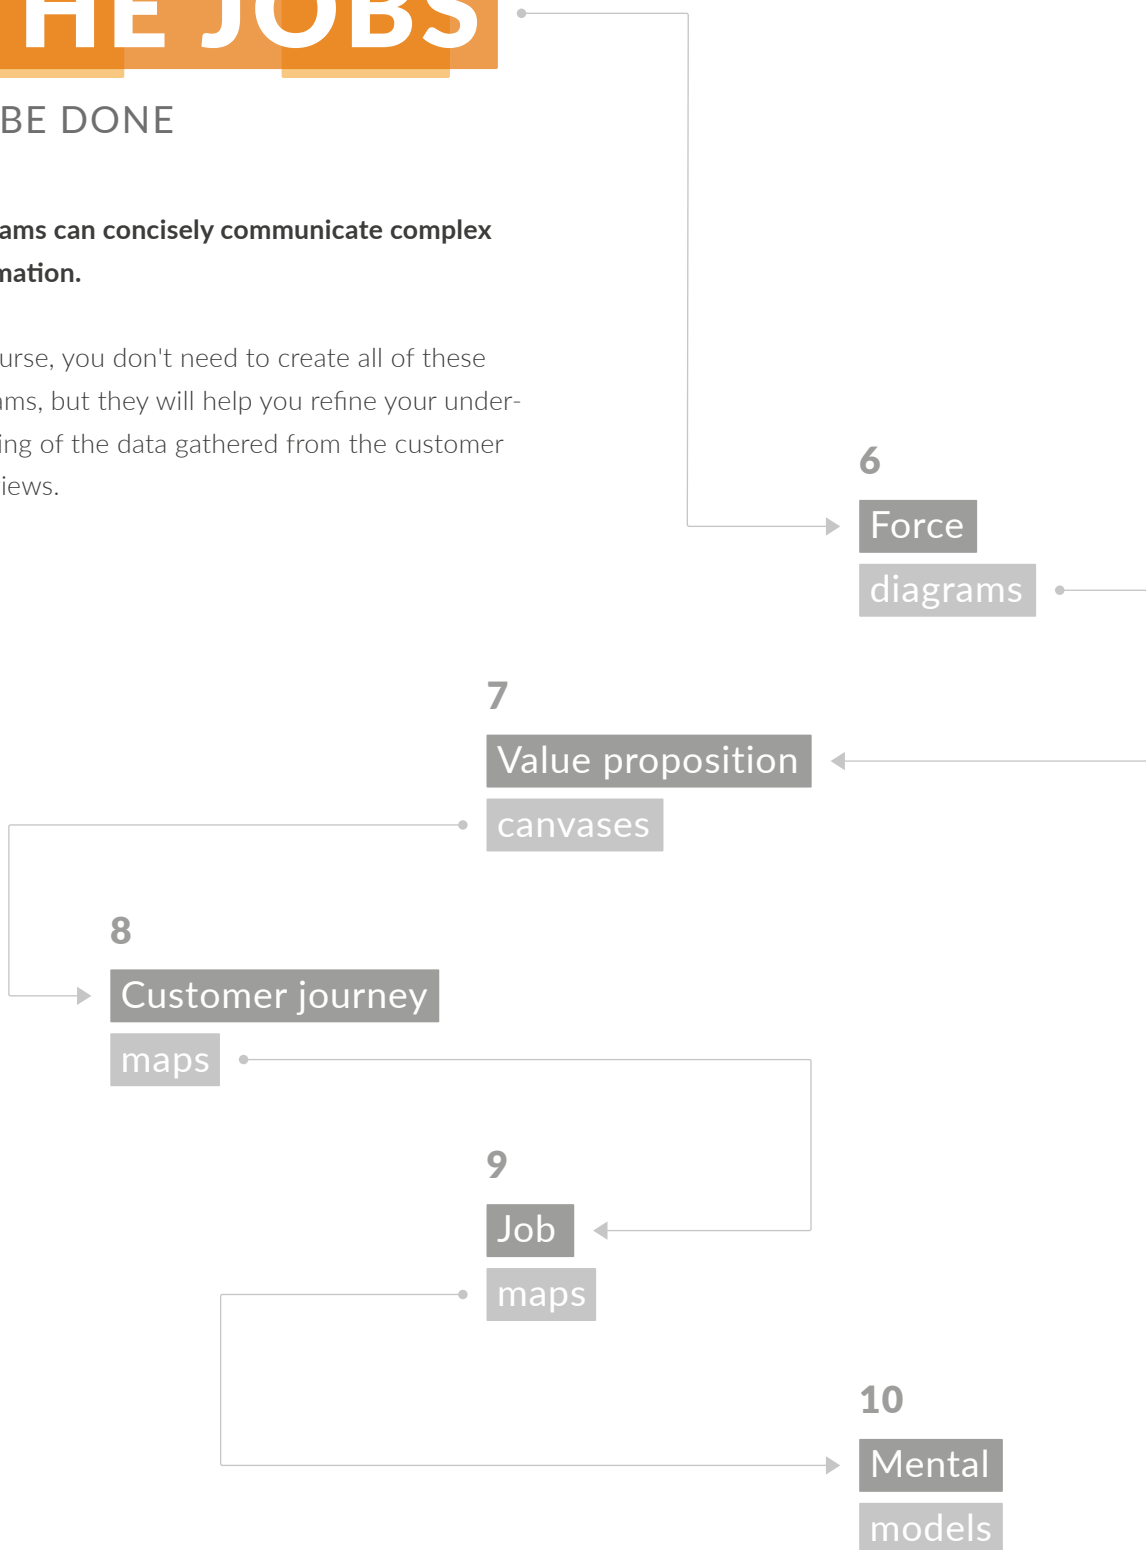 HE JOBS
BE DONE
ams can concisely communicate complex
mation.
urse, you don't need to create all of these
ams, but they will help you refine your under-
ing of the data gathered from the customer
views.
6
Force
diagrams
7
Value proposition
canvases
8
Customer journey
maps
9
Job
maps
10
Mental
models